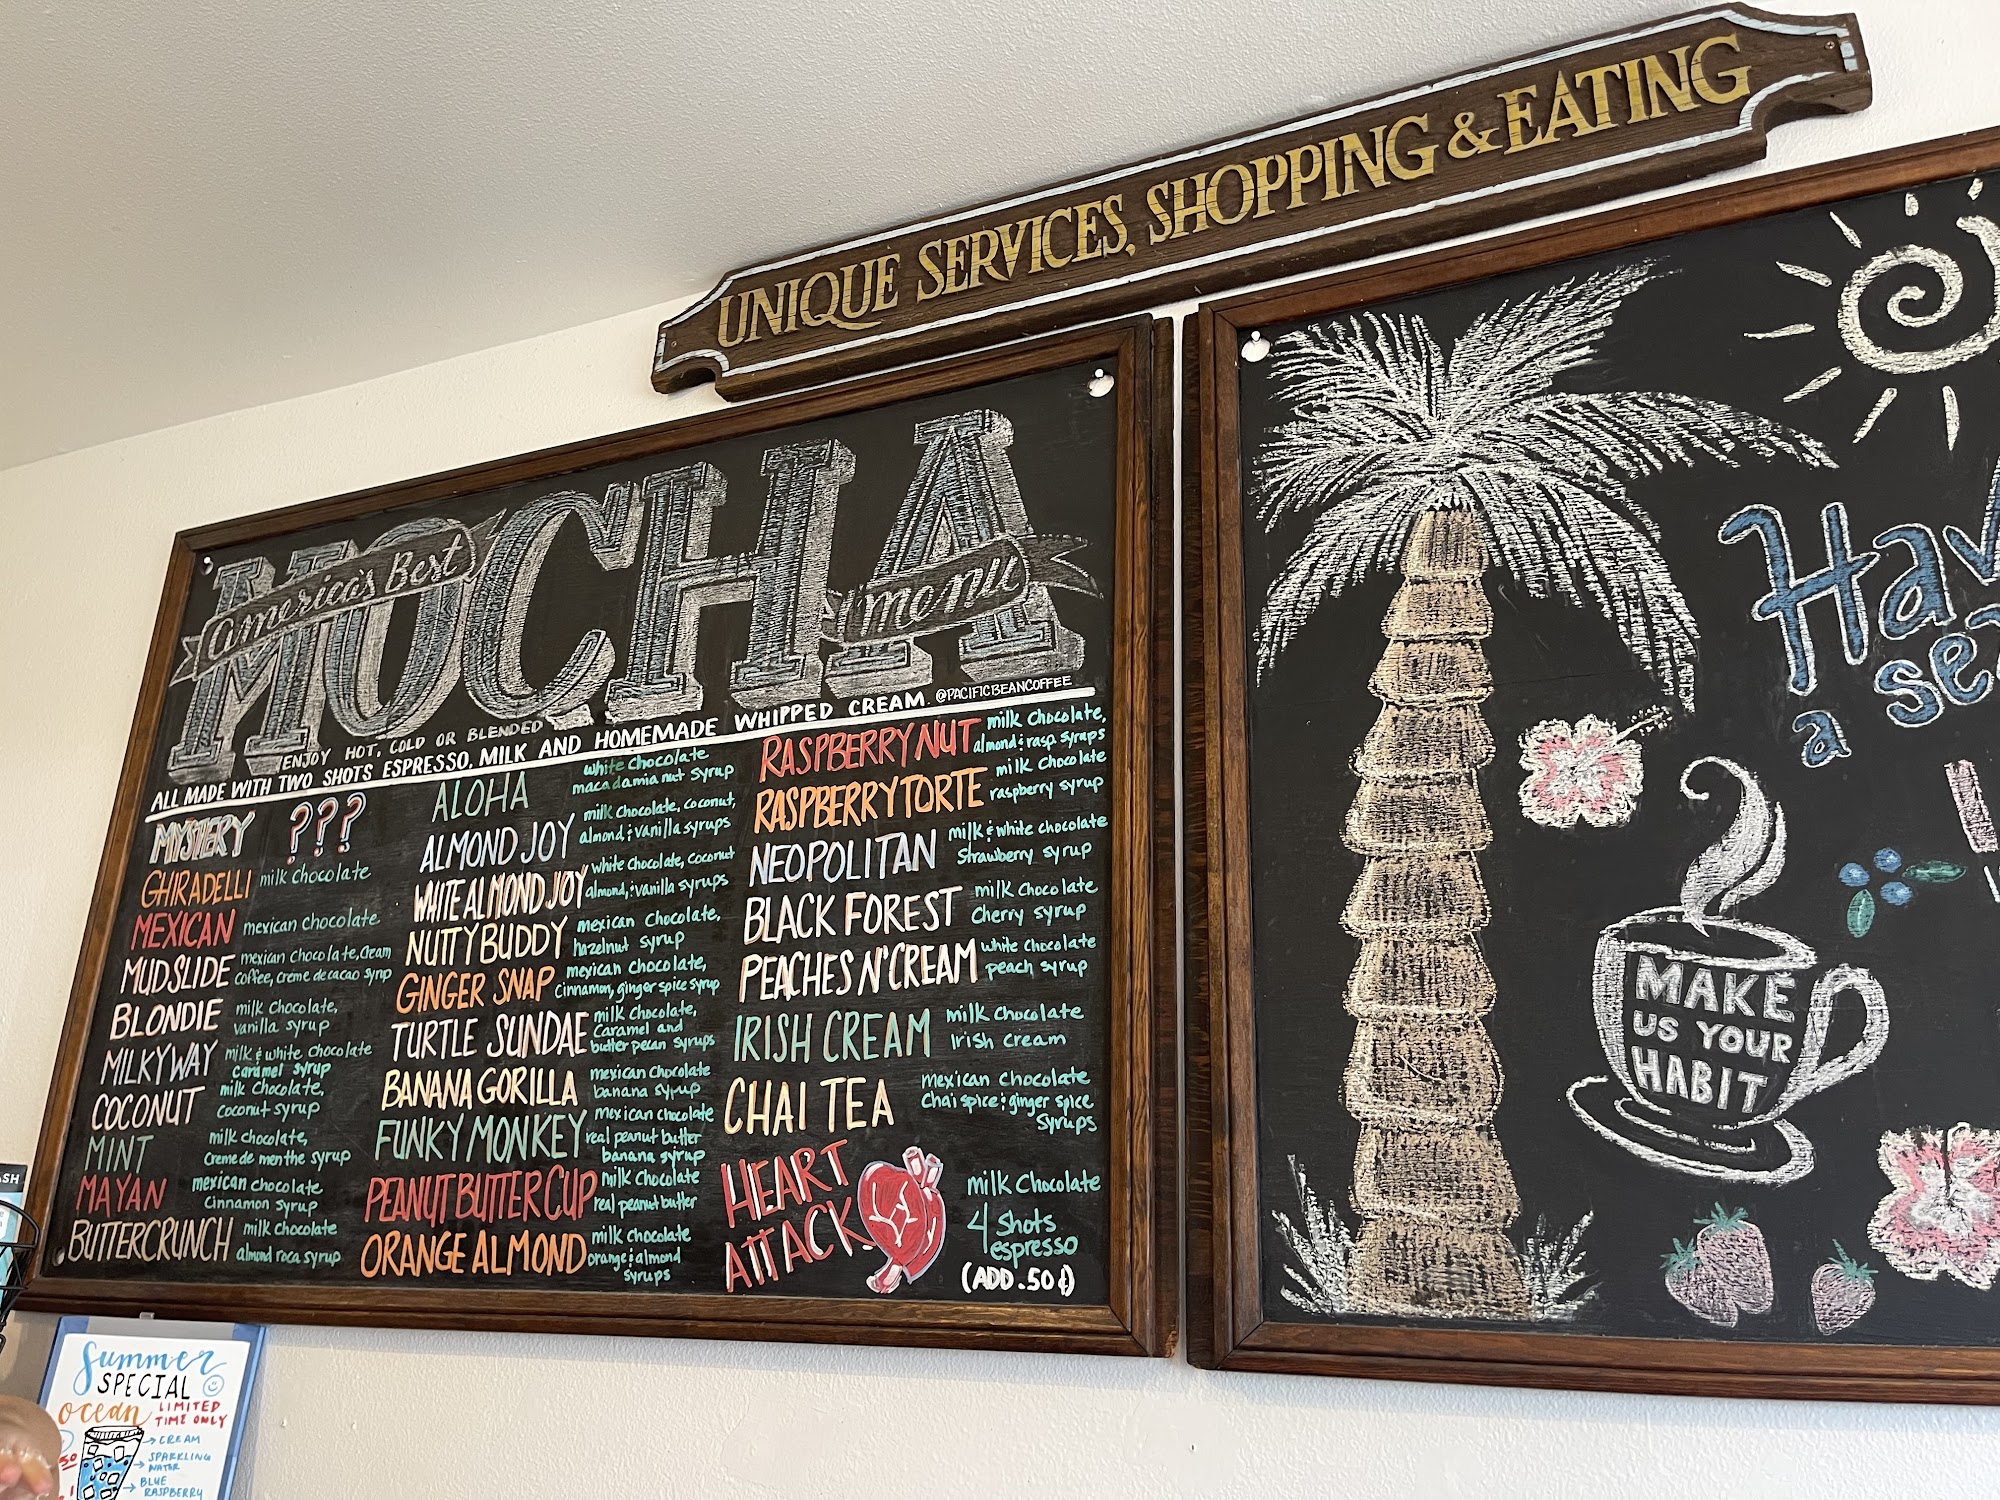 UNIQUE SERVICES, SHOPPING & EATING
America's Best
MOCHA
menu
ENJOY HOT, COLD OR BLENDED
@PACIFICBEANCOFFEE
ALL MADE WITH TWO SHOTS ESPRESSO, MILK AND HOMEMADE WHIPPED CREAM.
MYSTERY ???
GHIRADELLI milk chocolate
MEXICAN mexican chocolate
MUDSLIDE mexican chocolate, cream
coffee, creme de cacao syrup
BLONDIE milk chocolate,
vanilla syrup
MILKYWAY milk & white chocolate
caramel syrup
COCONUT milk chocolate,
coconut syrup
MINT milk chocolate,
creme de menthe syrup
MAYAN mexican chocolate
cinnamon syrup
BUTTERCRUNCH milk chocolate
almond roca syrup
ALOHA white chocolate
macadamia nut syrup
ALMOND JOY milk chocolate, coconut,
almond & vanilla syrups
WHITE ALMOND JOY white chocolate, coconut
almond, & vanilla syrups
NUTTY BUDDY mexican chocolate,
hazelnut syrup
GINGER SNAP mexican chocolate,
cinnamon, ginger spice syrup
TURTLE SUNDAE milk chocolate,
caramel and
butter pecan syrups
BANANA GORILLA mexican chocolate
banana syrup
FUNKY MONKEY mexican chocolate
real peanut butter
banana syrup
PEANUT BUTTER CUP milk chocolate
real peanut butter
ORANGE ALMOND milk chocolate
orange & almond
syrups
RASPBERRY NUT milk chocolate,
almond & rasp. syraps
RASPBERRY TORTE milk chocolate
raspberry syrup
NEOPOLITAN milk & white chocolate
strawberry syrup
BLACK FOREST milk chocolate
cherry syrup
PEACHES N' CREAM white chocolate
peach syrup
IRISH CREAM milk chocolate
irish cream
CHAI TEA mexican chocolate
chai spice & ginger spice
syrups
HEART
ATTACK milk chocolate
4 shots
espresso
(ADD .50¢)
Hav
a se
MAKE
US YOUR
HABIT
Summer
SPECIAL
ocean LIMITED
TIME ONLY
CREAM
SPARKLING
WATER
BLUE
RASPBERRY